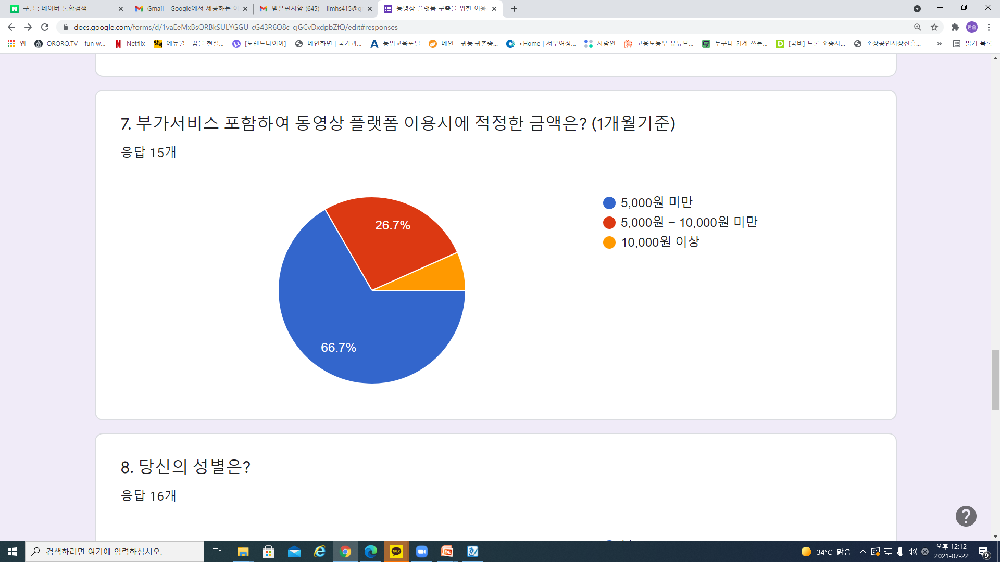 구글 : 네이버 통합검색
Gmail - Google에서 제공하는
받은편지함 (645) - limhs415@g
동영상 플랫폼 구축을 위한 이용
docs.google.com/forms/d/1vaEeMxBsQRBkSULYGGU-cG43R6Q8c-cjGCvDxdpbZfQ/edit#responses
한솔
앱
ORORO.TV - fun w...
Netflix
에듀윌 - 꿈을 현실...
[토렌트다이아]
메인화면 | 국가과...
농업교육포털
메인 - 귀농·귀촌종...
>Home | 서부여성...
사람인
고용노동부 유튜브...
누구나 쉽게 쓰는...
[국비] 드론 조종자...
소상공인시장진흥...
»
읽기 목록
7. 부가서비스 포함하여 동영상 플랫폼 이용시에 적정한 금액은? (1개월기준)
응답 15개
5,000원 미만
5,000원 ~ 10,000원 미만
10,000원 이상
26.7%
66.7%
8. 당신의 성별은?
응답 16개
검색하려면 여기에 입력하십시오.
TALK
34°C 맑음
오후 12:12
2021-07-22
9